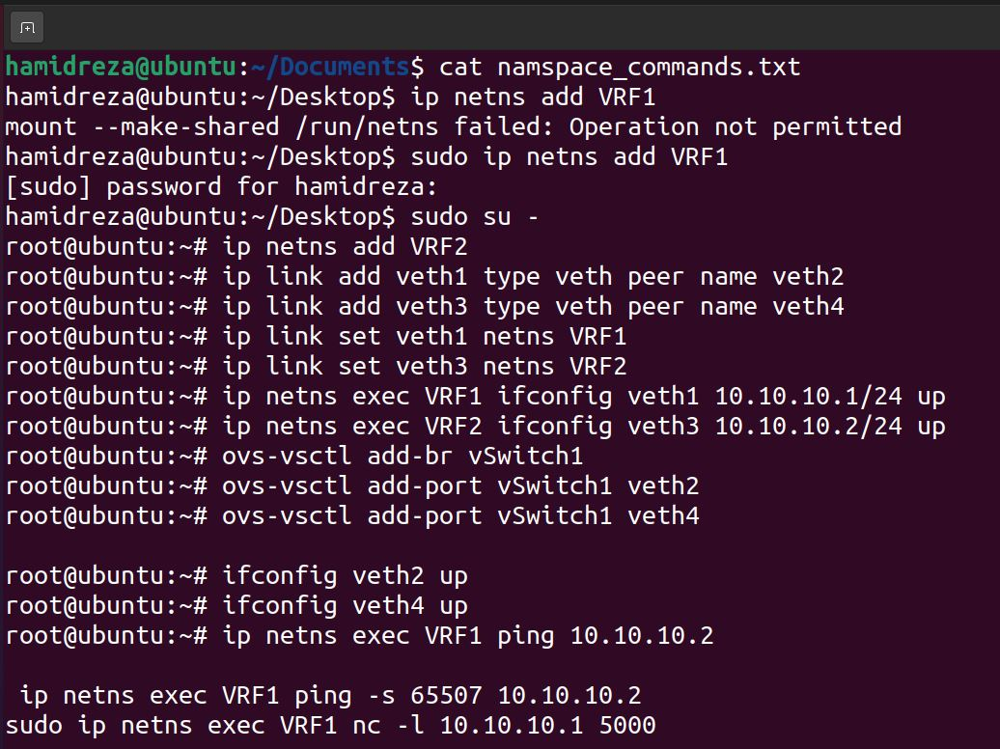 hamidreza@ubuntu:~/Documents$ cat namspace_commands.txt
hamidreza@ubuntu:~/Desktop$ ip netns add VRF1
mount --make-shared /run/netns failed: Operation not permitted
hamidreza@ubuntu:~/Desktop$ sudo ip netns add VRF1
[sudo] password for hamidreza:
hamidreza@ubuntu:~/Desktop$ sudo su -
root@ubuntu:~# ip netns add VRF2
root@ubuntu:~# ip link add veth1 type veth peer name veth2
root@ubuntu:~# ip link add veth3 type veth peer name veth4
root@ubuntu:~# ip link set veth1 netns VRF1
root@ubuntu:~# ip link set veth3 netns VRF2
root@ubuntu:~# ip netns exec VRF1 ifconfig veth1 10.10.10.1/24 up
root@ubuntu:~# ip netns exec VRF2 ifconfig veth3 10.10.10.2/24 up
root@ubuntu:~# ovs-vsctl add-br vSwitch1
root@ubuntu:~# ovs-vsctl add-port vSwitch1 veth2
root@ubuntu:~# ovs-vsctl add-port vSwitch1 veth4
root@ubuntu:~# ifconfig veth2 up
root@ubuntu:~# ifconfig veth4 up
root@ubuntu:~# ip netns exec VRF1 ping 10.10.10.2
ip netns exec VRF1 ping -s 65507 10.10.10.2
sudo ip netns exec VRF1 nc -l 10.10.10.1 5000